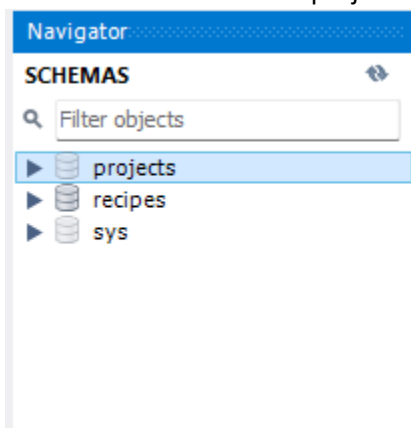 Navigator
SCHEMAS
Filter objects
projects
recipes
sys